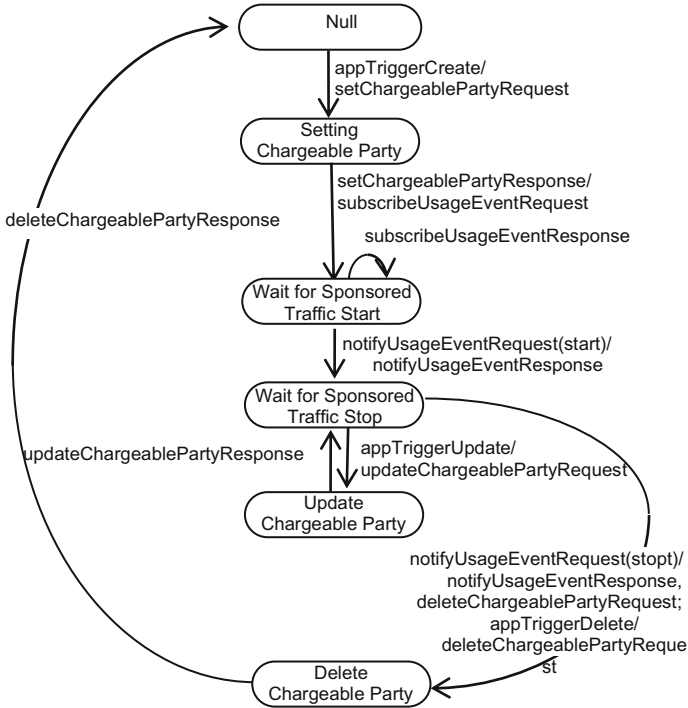 Null
appTriggerCreate/
setChargeablePartyRequest
Setting
Chargeable Party
setChargeablePartyResponse/
subscribeUsageEventRequest
deleteChargeablePartyResponse
subscribeUsageEventResponse
Wait for Sponsored
Traffic Start
notifyUsageEventRequest(start)/
notifyUsageEventResponse
Wait for Sponsored
Traffic Stop
updateChargeablePartyResponse
appTriggerUpdate/
updateChargeablePartyRequest
Update
Chargeable Party
notifyUsageEventRequest(stopt)/
notifyUsageEventResponse,
deleteChargeablePartyRequest;
appTriggerDelete/
deleteChargeablePartyReque
st
Delete
Chargeable Party